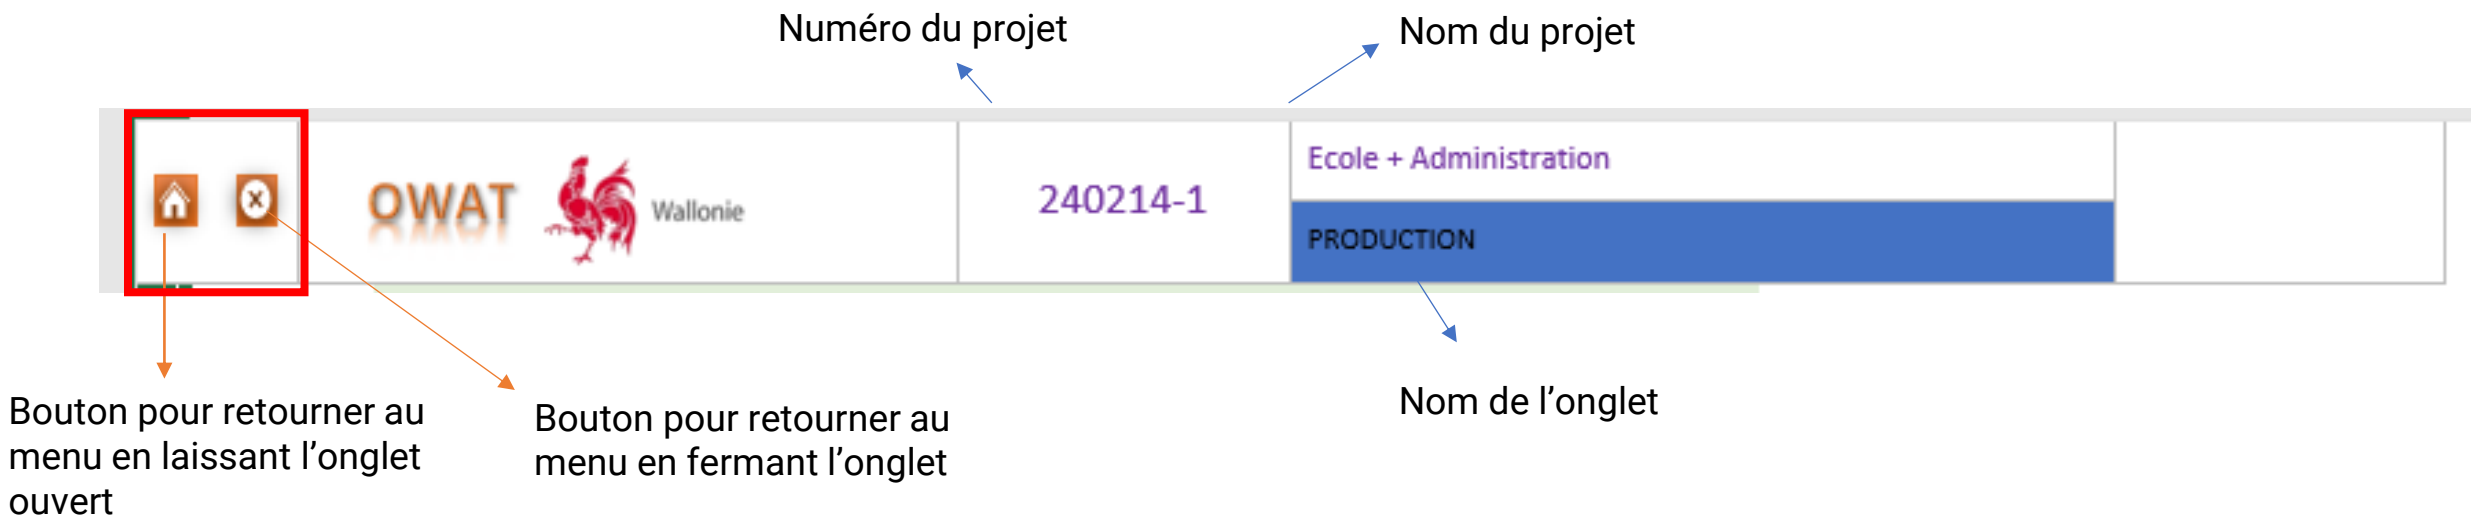 Numéro du projet
Nom du projet
OWAT
Wallonie
240214-1
Ecole + Administration
PRODUCTION
Bouton pour retourner au
menu en laissant l’onglet
ouvert
Bouton pour retourner au
menu en fermant l’onglet
Nom de l’onglet